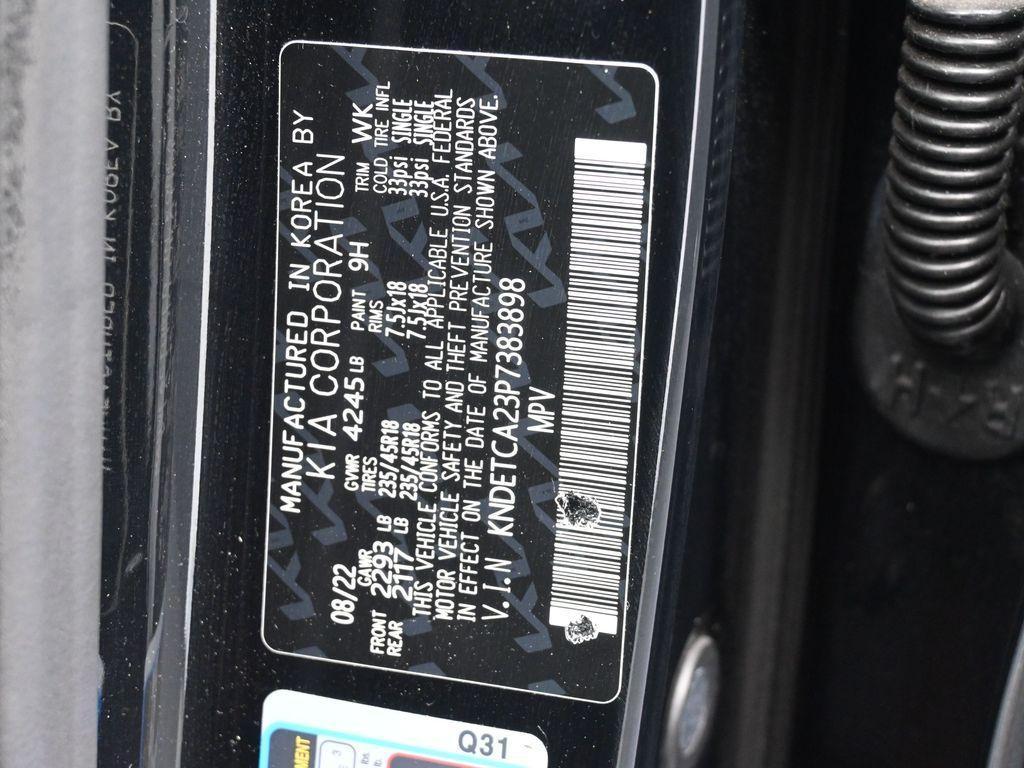 MANUFACTURED IN KOREA BY
KIA CORPORATION
08/22 GVWR 4245 LB PAINT 9H TRIM WK
GAWR TIRES RIMS COLD TIRE INFL
FRONT 2293 LB 235/45R18 7.5Jx18 33psi SINGLE
REAR 2117 LB 235/45R18 7.5Jx18 33psi SINGLE
THIS VEHICLE CONFORMS TO ALL APPLICABLE U.S.A. FEDERAL
MOTOR VEHICLE SAFETY AND THEFT PREVENTION STANDARDS
IN EFFECT ON THE DATE OF MANUFACTURE SHOWN ABOVE.
V.I.N KNDETCA23P7383898
MPV
Q31